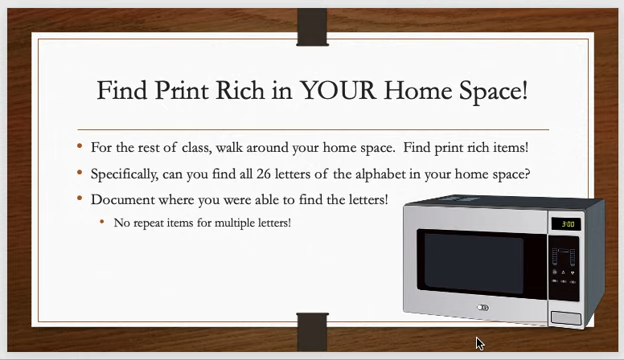 Find Print Rich in YOUR Home Space!
For the rest of class, walk around your home space.  Find print rich items!
Specifically, can you find all 26 letters of the alphabet in your home space?
Document where you were able to find the letters!
No repeat items for multiple letters!
3:00